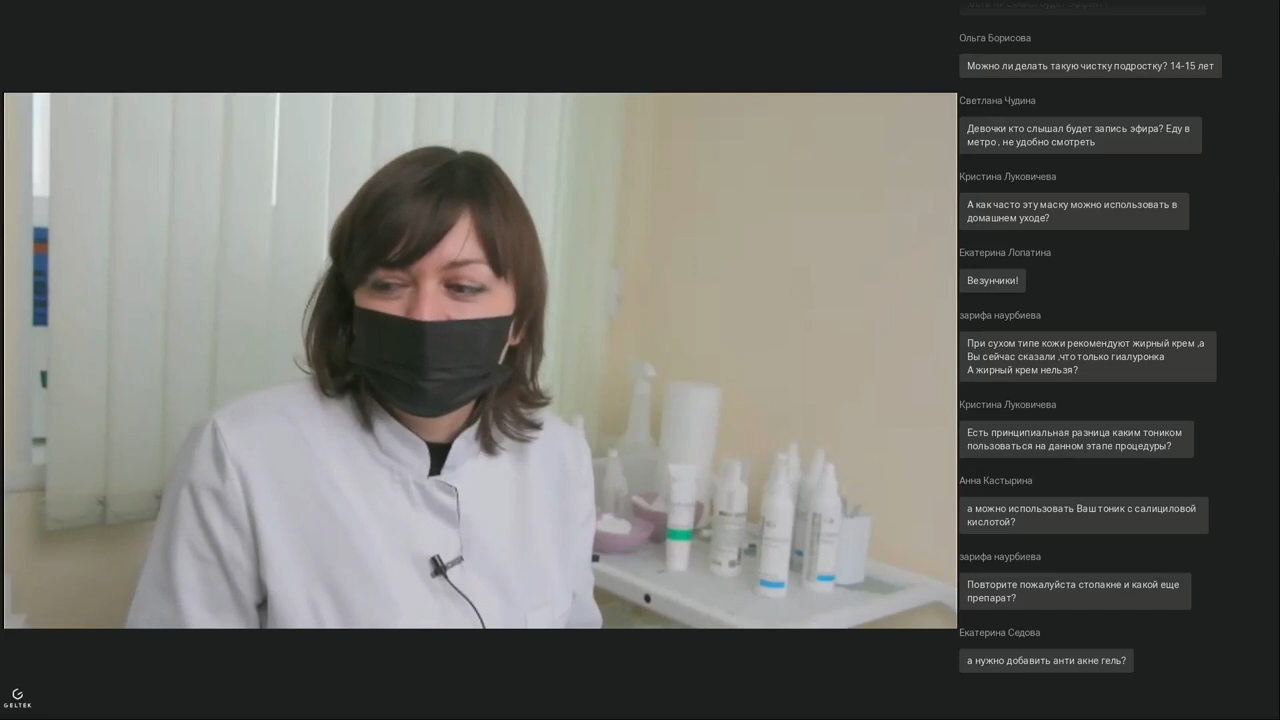 Ольга Борисова
Можно ли делать такую чистку подростку? 14-15 лет
Светлана Чудина
Девочки кто слышал будет запись эфира? Еду в
метро , не удобно смотреть
Кристина Луковичева
А как часто эту маску можно использовать в
домашнем уходе?
Екатерина Лопатина
Везунчики!
зарифа наурбиева
При сухом типе кожи рекомендуют жирный крем ,а
Вы сейчас сказали ,что только гиалуронка
А жирный крем нельзя?
Кристина Луковичева
Есть принципиальная разница каким тоником
пользоваться на данном этапе процедуры?
Анна Кастырина
а можно использовать Ваш тоник с салициловой
кислотой?
зарифа наурбиева
Повторите пожалуйста стопакне и какой еще
препарат?
Екатерина Седова
а нужно добавить анти акне гель?
GELTEK